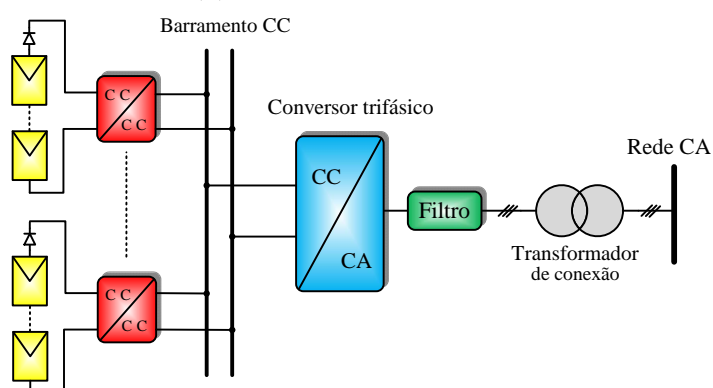 Barramento CC
CC
CC
Conversor trifásico
Rede CA
CC
Filtro
CA
Transformador
de conexão
CC
CC